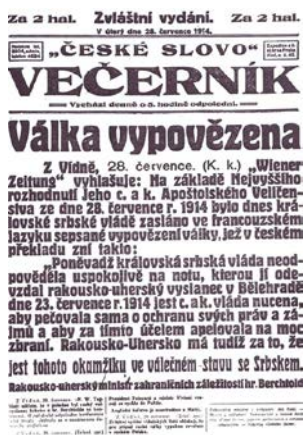 Za 2 hal. Zvláštní vydání. Za 2 hal.
V úterý dne 28. července 1914.
„ČESKÉ SLOVO“
VEČERNÍK
Vychází denně o 5. hodině odpolední.
Válka vypovězena
Z Vídně, 28. července. (K. k.) „Wiener
Zeitung“ vyhlašuje: Na základě Nejvyššího
rozhodnutí Jeho c. a k. Apoštolského Veličen-
stva ze dne 28. července r. 1914 bylo dnes krá-
lovské srbské vládě zasláno ve francouzském
jazyku sepsané vypovězení války, jež v českém
překladu zní takto:
„Poněvadž královská srbská vláda neod-
pověděla uspokojivě na notu, kterou jí ode-
vzdal rakousko-uherský vyslanec v Bělehradě
dne 23. července r. 1914 jest c. a k. vláda nucena,
aby pečovala sama o ochranu svých práv a zá-
jmů a aby za tímto účelem apelovala na moc
zbraní. Rakousko-Uhersko má tudíž za to, že
jest tohoto okamžiku ve válečném stavu se Srbskem.
Rakousko-uherský ministr zahraničních záležitostí hr. Berchtold